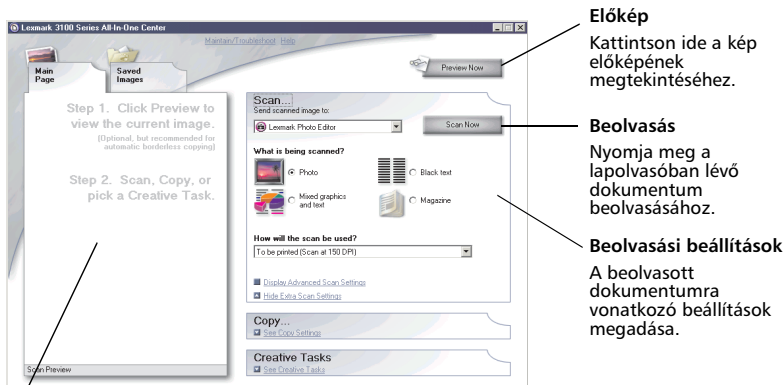 Lexmark 3100 Series All-In-One Center
Maintain/Troubleshoot Help
Main
Page
Saved
Images
Preview Now
Step 1. Click Preview to
view the current image.
(Optional, but recommended for
automatic borderless copying)
Step 2. Scan, Copy, or
pick a Creative Task.
Scan Preview
Scan...
Send scanned image to:
Lexmark Photo Editor
Scan Now
What is being scanned?
Photo
Black text
Mixed graphics
and text
Magazine
How will the scan be used?
To be printed (Scan at 150 DPI)
Display Advanced Scan Settings
Hide Extra Scan Settings
Copy...
See Copy Settings
Creative Tasks
See Creative Tasks
Előkép
Kattintson ide a kép
előképének
megtekintéséhez.
Beolvasás
Nyomja meg a
lapolvasóban lévő
dokumentum
beolvasásához.
Beolvasási beállítások
A beolvasott
dokumentumra
vonatkozó beállítások
megadása.